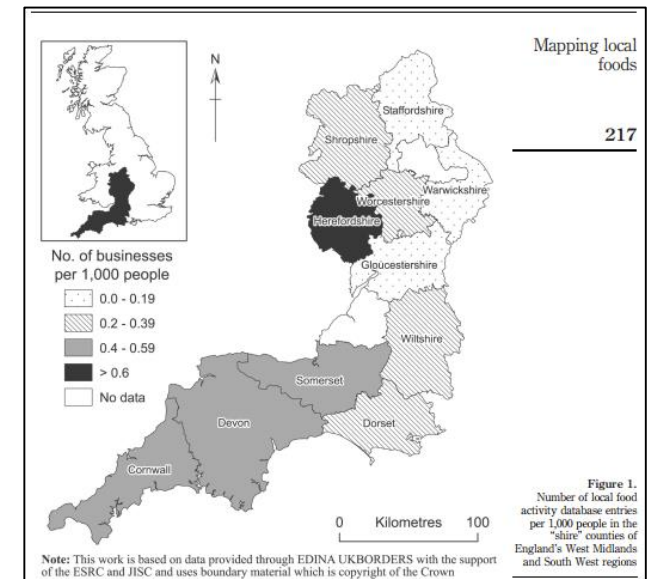 Mapping local
foods
217
N
Staffordshire
Shropshire
Warwickshire
Worcestershire
Herefordshire
Gloucestershire
No. of businesses
per 1,000 people
0.0 - 0.19
0.2 - 0.39
0.4 - 0.59
> 0.6
No data
Wiltshire
Somerset
Devon
Dorset
Cornwall
0 Kilometres 100
Figure 1.
Number of local food
activity database entries
per 1,000 people in the
"shire" counties of
England's West Midlands
and South West regions
Note: This work is based on data provided through EDINA UKBORDERS with the support
of the ESRC and JISC and uses boundary material which is copyright of the Crown